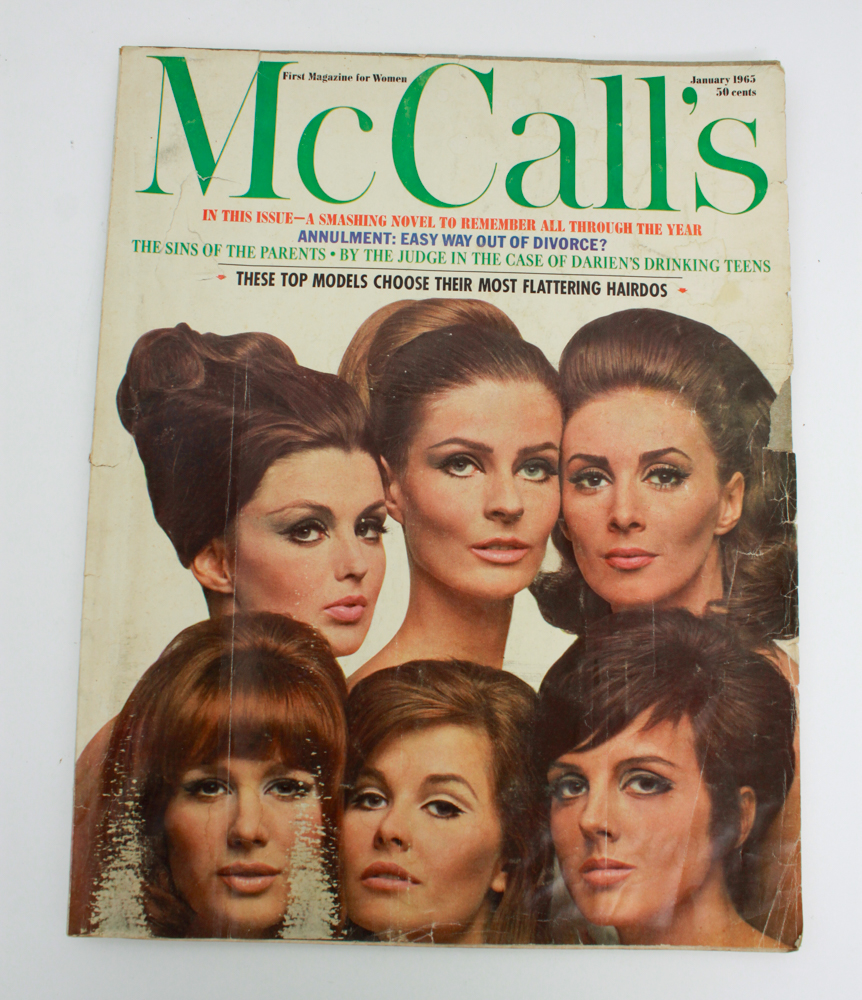 First Magazine for Women
January 1965
50 cents
McCall's
IN THIS ISSUE—A SMASHING NOVEL TO REMEMBER ALL THROUGH THE YEAR
ANNULMENT: EASY WAY OUT OF DIVORCE?
THE SINS OF THE PARENTS • BY THE JUDGE IN THE CASE OF DARIEN'S DRINKING TEENS
THESE TOP MODELS CHOOSE THEIR MOST FLATTERING HAIRDOS